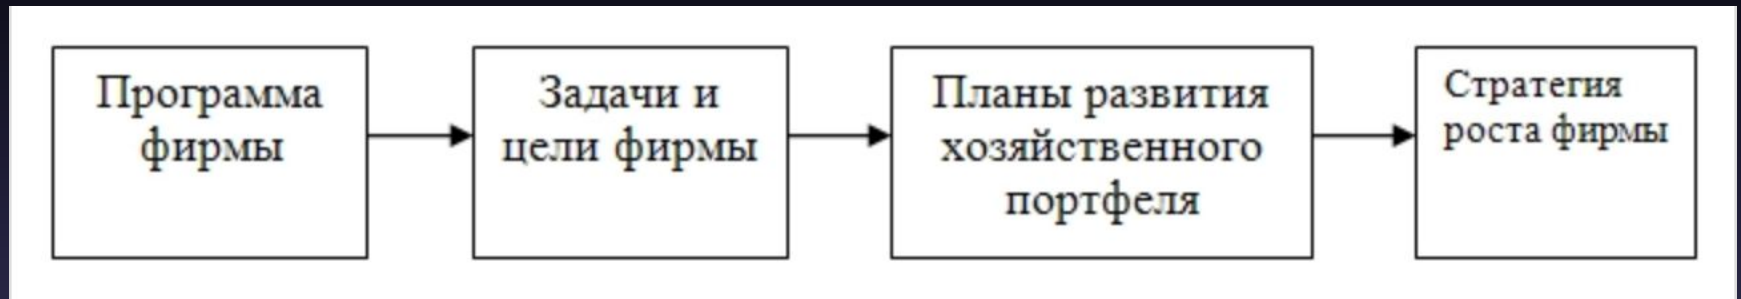 Программа
фирмы
Задачи и
цели фирмы
Планы развития
хозяйственного
портфеля
Стратегия
роста фирмы